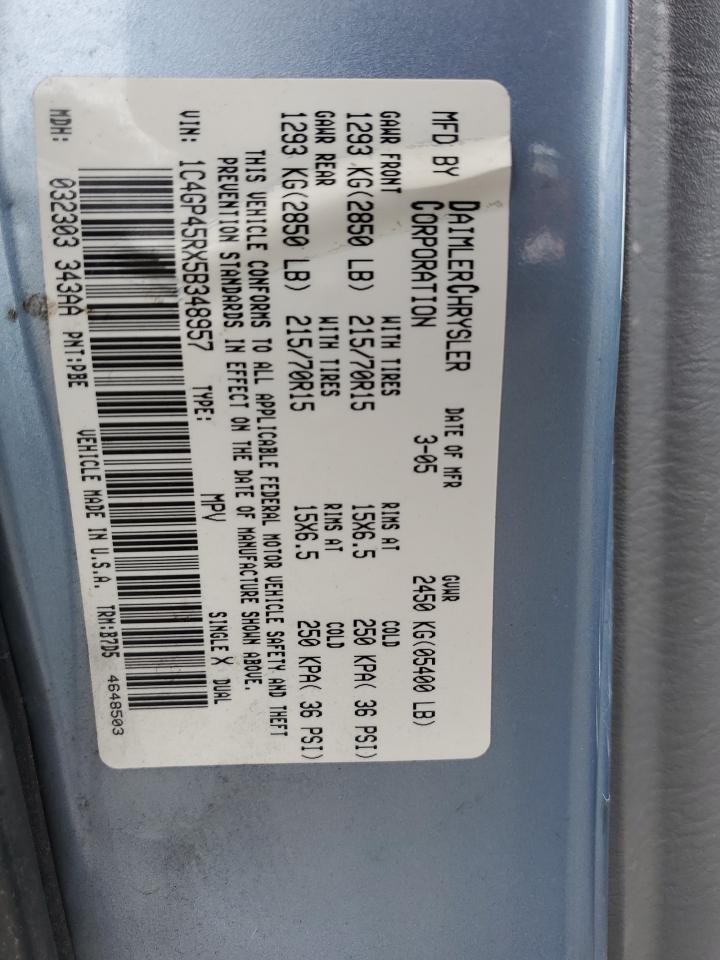 MFD BY DAIMLERCHRYSLER CORPORATION
DATE OF MFR 3-05
GVWR 2450 KG(05400 LB)
GAWR FRONT WITH TIRES RIMS AT COLD
1293 KG(2850 LB) 215/70R15 15X6.5 250 KPA( 36 PSI)
GAWR REAR WITH TIRES RIMS AT COLD
1293 KG(2850 LB) 215/70R15 15X6.5 250 KPA( 36 PSI)
THIS VEHICLE CONFORMS TO ALL APPLICABLE FEDERAL MOTOR VEHICLE SAFETY AND THEFT
PREVENTION STANDARDS IN EFFECT ON THE DATE OF MANUFACTURE SHOWN ABOVE.
VIN: 1C4GP45RX5B348957 TYPE: MPV SINGLE X DUAL
MDH: 032303 343AA PNT:PBE VEHICLE MADE IN U.S.A. TRM:B7D5 4648503